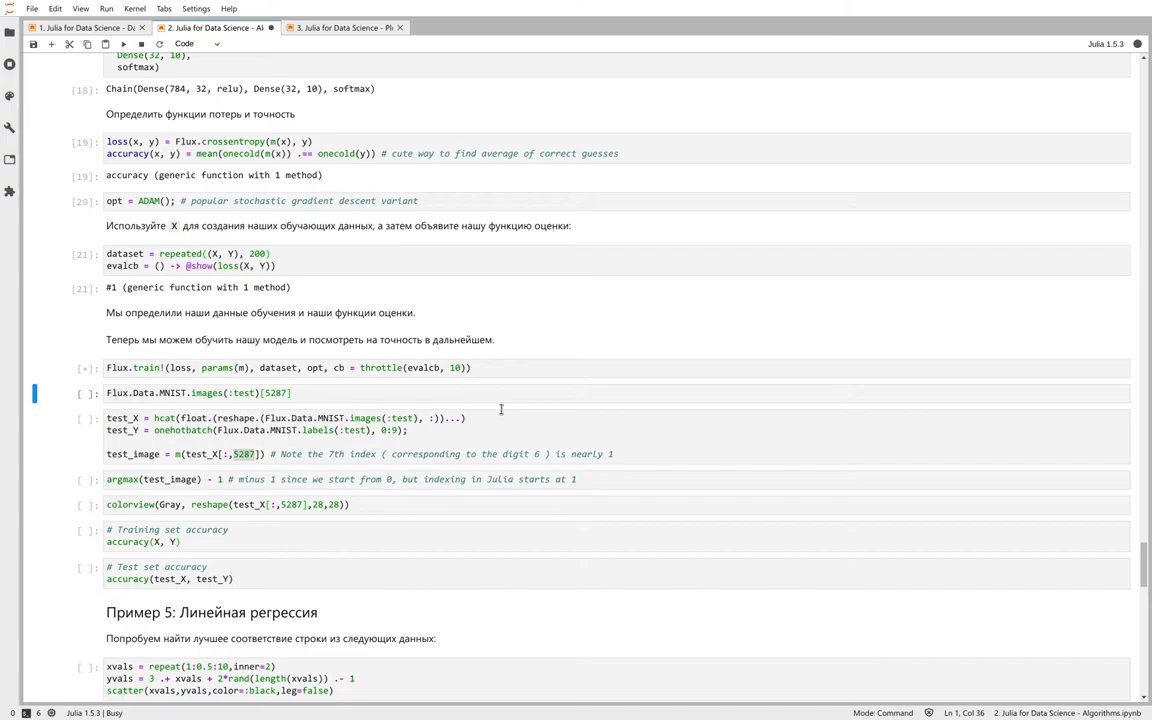 File Edit View Run Kernel Tabs Settings Help
1. Julia for Data Science - Da
2. Julia for Data Science - Al
3. Julia for Data Science - Plo
Code
Julia 1.5.3
Dense(32, 10),
softmax)
[18]: Chain(Dense(784, 32, relu), Dense(32, 10), softmax)
Определить функции потерь и точность
[19]: loss(x, y) = Flux.crossentropy(m(x), y)
accuracy(x, y) = mean(onecold(m(x)) .== onecold(y)) # cute way to find average of correct guesses
[19]: accuracy (generic function with 1 method)
[20]: opt = ADAM(); # popular stochastic gradient descent variant
Используйте X для создания наших обучающих данных, а затем объявите нашу функцию оценки:
[21]: dataset = repeated((X, Y), 200)
evalcb = () -> @show(loss(X, Y))
[21]: #1 (generic function with 1 method)
Мы определили наши данные обучения и наши функции оценки.
Теперь мы можем обучить нашу модель и посмотреть на точность в дальнейшем.
[*]: Flux.train!(loss, params(m), dataset, opt, cb = throttle(evalcb, 10))
[ ]: Flux.Data.MNIST.images(:test)[5287]
[ ]: test_X = hcat(float.(reshape.(Flux.Data.MNIST.images(:test), :))...)
test_Y = onehotbatch(Flux.Data.MNIST.labels(:test), 0:9);
test_image = m(test_X[:,5287]) # Note the 7th index ( corresponding to the digit 6 ) is nearly 1
[ ]: argmax(test_image) - 1 # minus 1 since we start from 0, but indexing in Julia starts at 1
[ ]: colorview(Gray, reshape(test_X[:,5287],28,28))
[ ]: # Training set accuracy
accuracy(X, Y)
[ ]: # Test set accuracy
accuracy(test_X, test_Y)
Пример 5: Линейная регрессия
Попробуем найти лучшее соответствие строки из следующих данных:
[ ]: xvals = repeat(1:0.5:10,inner=2)
yvals = 3 .+ xvals + 2*rand(length(xvals)) .- 1
scatter(xvals,yvals,color=:black,leg=false)
0 6 Julia 1.5.3 | Busy Mode: Command Ln 1, Col 36 2. Julia for Data Science - Algorithms.ipynb